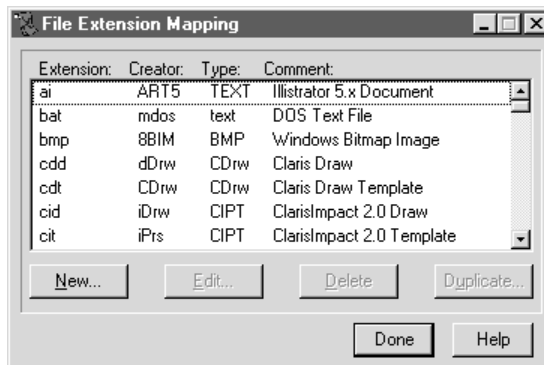 File Extension Mapping
Extension: Creator: Type: Comment:
ai ART5 TEXT Illistrator 5.x Document
bat mdos text DOS Text File
bmp 8BIM BMP Windows Bitmap Image
cdd dDrw CDrw Claris Draw
cdt CDrw CDrw Claris Draw Template
cid iDrw CIPT ClarisImpact 2.0 Draw
cit iPrs CIPT ClarisImpact 2.0 Template
New... Edit... Delete Duplicate...
Done Help